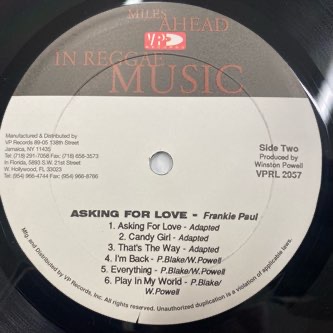 MILES
AHEAD
VP
IN REGGAE
MUSIC
Manufactured & Distributed by
VP Records 89-05 138th Street
Jamaica, NY 11435
Tel: (718) 291-7058 Fax: (718) 658-3573
In Florida, 5893 S.W. 21st Street
W. Hollywood, FL 33023
Tel: (954) 966-4744 Fax: (954) 966-8766
Side Two
Produced by
Winston Powell
VPRL 2037
ASKING FOR LOVE - Frankie Paul
1. Asking For Love - Adapted
2. Candy Girl - Adapted
3. That's The Way - Adapted
4. I'm Back - P.Blake/W.Powell
5. Everything - P.Blake/W.Powell
6. Play in My World - P.Blake/
W.Powell
Mfg. and Distributed by VP Records, Inc. All rights reserved. Unauthorized duplication is a violation of applicable laws.